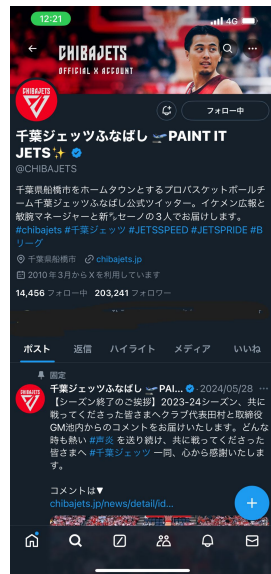 12:21
4G
CHIBAJETS
OFFICIAL X ACCOUNT
CHIBAJETS
フォロー中
千葉ジェッツふなばし 🛫PAINT IT
JETS✨
@CHIBAJETS
千葉県船橋市をホームタウンとするプロバスケットボールチ
ーム千葉ジェッツふなばし公式ツイッター。イケメン広報と
敏腕マネージャーと新㌠セーノの3人でお届けします。
#chibajets #千葉ジェッツ #JETSSPEED #JETSPRIDE #B
リーグ
千葉県船橋市 chibajets.jp
2010年3月からXを利用しています
14,456 フォロー中 203,241 フォロワー
ポスト 返信 ハイライト メディア いいね
固定
千葉ジェッツふなばし 🛫PAI... · 2024/05/28 ···
【シーズン終了のご挨拶】2023-24シーズン、共に
戦ってくださった皆さまへクラブ代表田村と取締役
GM池内からのコメントをお届けいたします。どんな
時も熱い #声炎 を送り続け、共に戦ってくださった
皆さまへ #千葉ジェッツ 一同、心から感謝いたしま
す。
コメントは▼
chibajets.jp/news/detail/id...